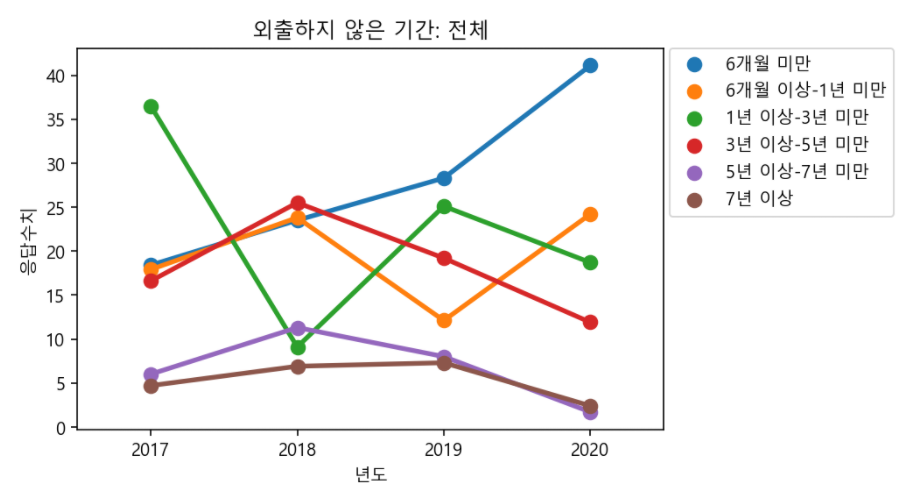 외출하지 않은 기간: 전체
응답수치
40
35
30
25
20
15
10
5
0
2017 2018 2019 2020
년도
6개월 미만
6개월 이상-1년 미만
1년 이상-3년 미만
3년 이상-5년 미만
5년 이상-7년 미만
7년 이상